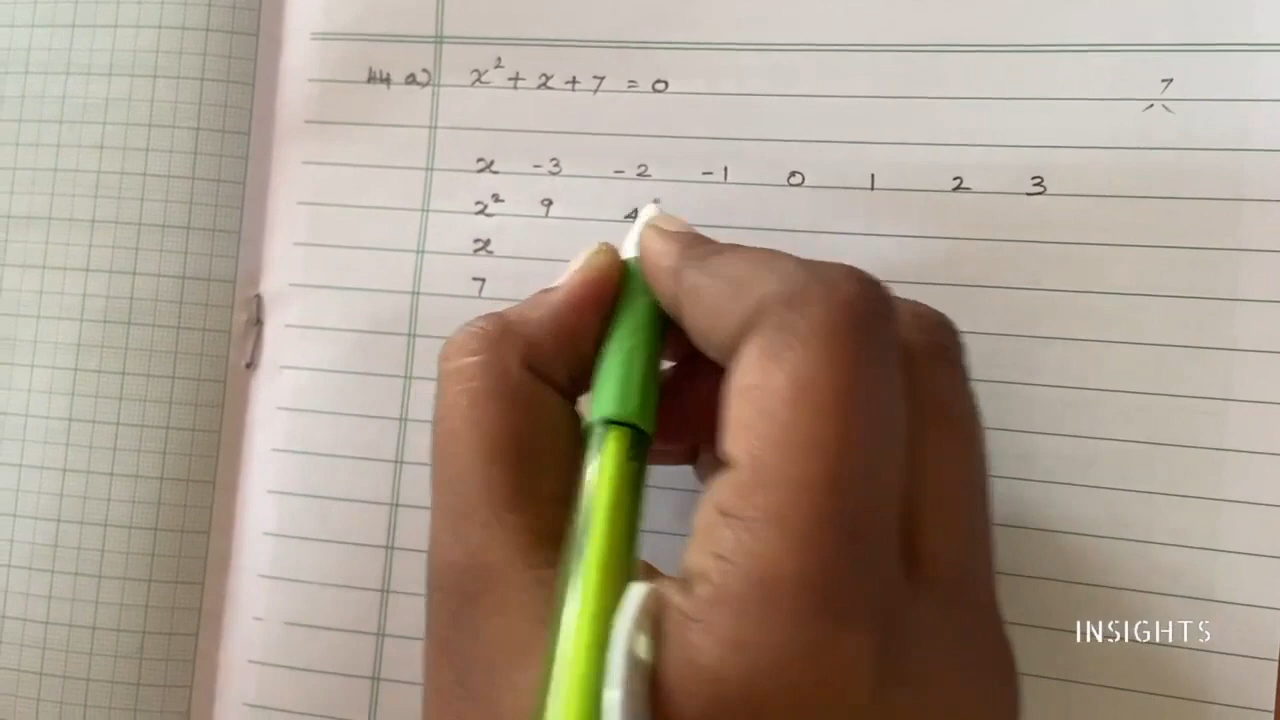 44 a) x² + x + 7 = 0
7
x -3 -2 -1 0 1 2 3
x² 9 4
x
7
INSIGHTS